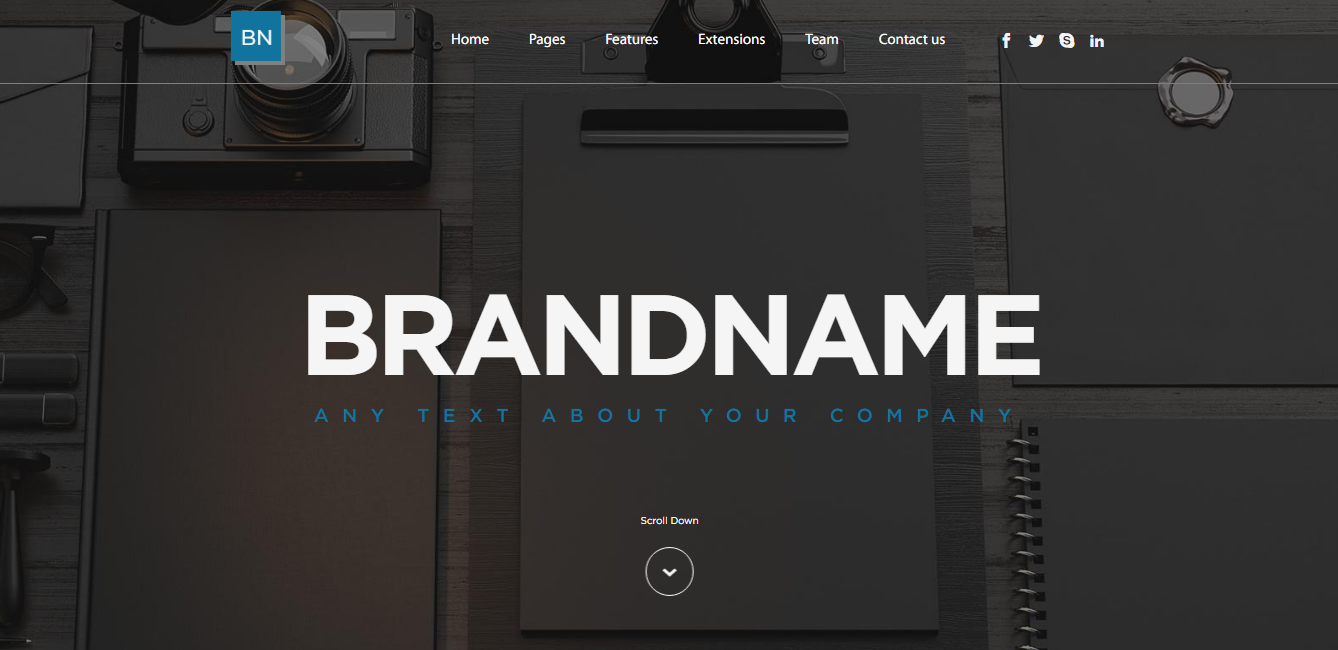 BN
Home Pages Features Extensions Team Contact us
BRANDNAME
ANY TEXT ABOUT YOUR COMPANY
Scroll Down